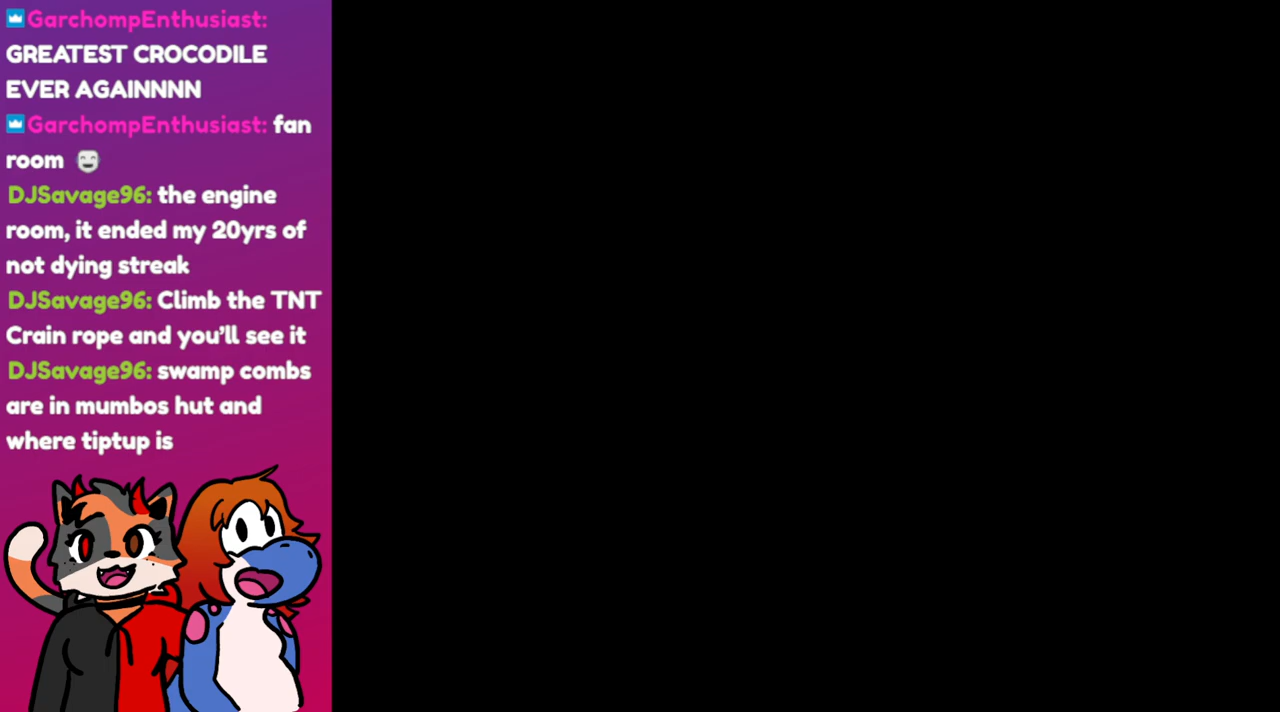 GarchompEnthusiast:
GREATEST CROCODILE
EVER AGAINNNN
GarchompEnthusiast: fan
room
DJSavage96: the engine
room, it ended my 20yrs of
not dying streak
DJSavage96: Climb the TNT
Crain rope and you’ll see it
DJSavage96: swamp combs
are in mumbos hut and
where tiptup is